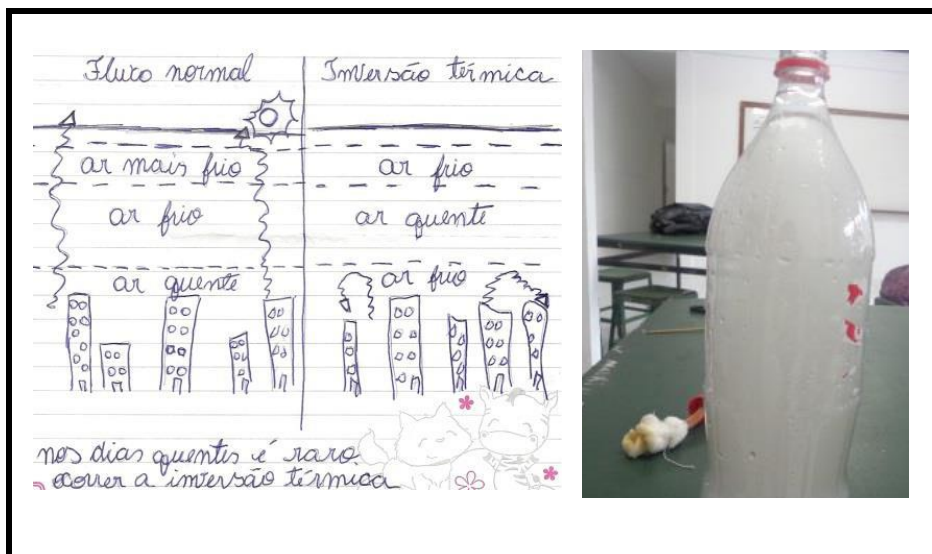 Fluxo normal
Inversão térmica
ar mais frio
ar frio
ar quente
ar frio
ar quente
ar frio
nos dias quentes é raro
ocorrer a inversão térmica